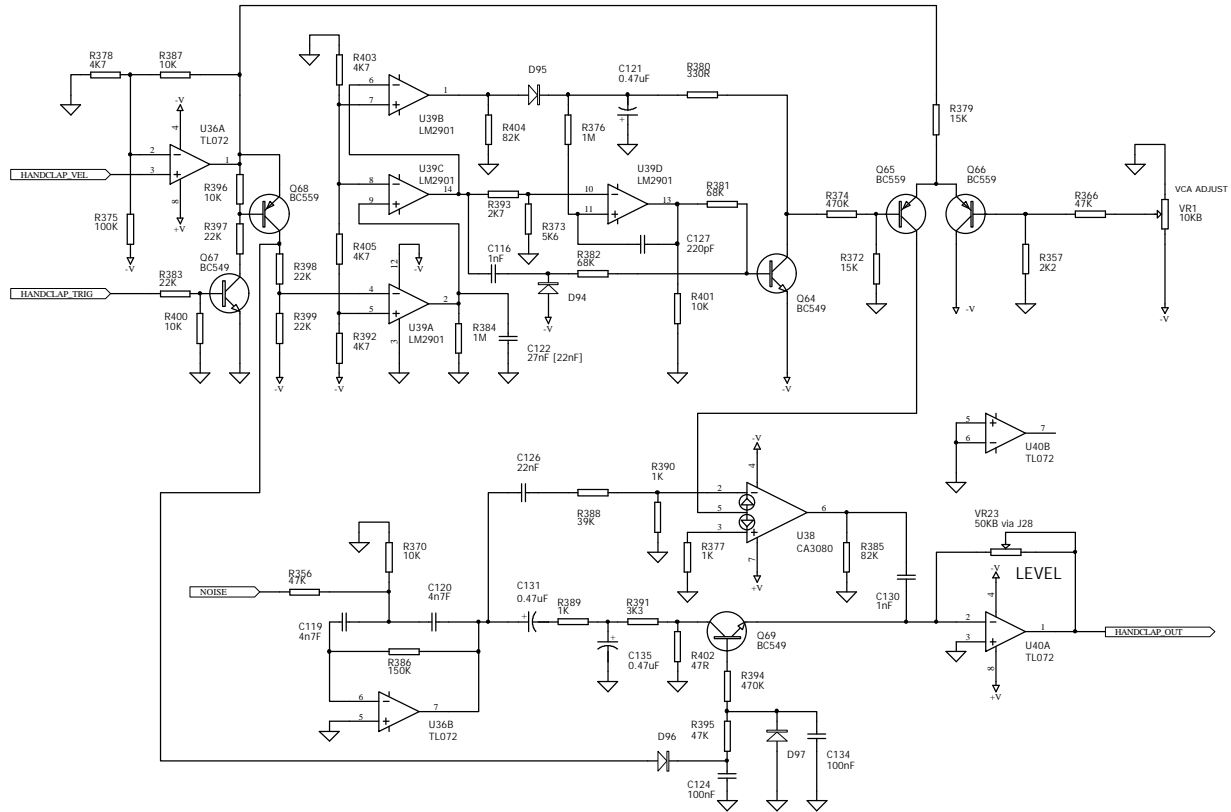 R378
4K7
R387
10K
-V
4
U36A
TL072
2
3
1
8
+V
HANDCLAP_VEL
R375
100K
-V
R396
10K
R397
22K
Q68
BC559
Q67
BC549
R383
22K
HANDCLAP_TRIG
R400
10K
R398
22K
R399
22K
-V
R403
4K7
6
7
1
U39B
LM2901
R404
82K
D95
C121
0.47uF
+
R380
330R
R376
1M
8
9
14
U39C
LM2901
R393
2K7
R373
5K6
U39D
LM2901
10
11
13
R381
68K
C127
220pF
R405
4K7
C116
1nF
R382
68K
D94
-V
12
4
5
2
3
U39A
LM2901
R384
1M
R392
4K7
-V
C122
27nF [22nF]
R401
10K
Q64
BC549
-V
R379
15K
Q65
BC559
Q66
BC559
R374
470K
R372
15K
-V
R366
47K
R357
2K2
VCA ADJUST
VR1
10KB
-V
5
6
7
U40B
TL072
C126
22nF
R388
39K
R390
1K
-V
4
2
5
3
6
7
+V
U38
CA3080
R377
1K
R385
82K
C130
1nF
VR23
50KB via J28
LEVEL
-V
4
2
3
1
8
+V
U40A
TL072
HANDCLAP_OUT
R370
10K
R356
47K
NOISE
C120
4n7F
C119
4n7F
R386
150K
6
5
7
U36B
TL072
C131
0.47uF
+
R389
1K
R391
3K3
+
C135
0.47uF
R402
47R
Q69
BC549
R394
470K
R395
47K
D96
D97
C134
100nF
C124
100nF